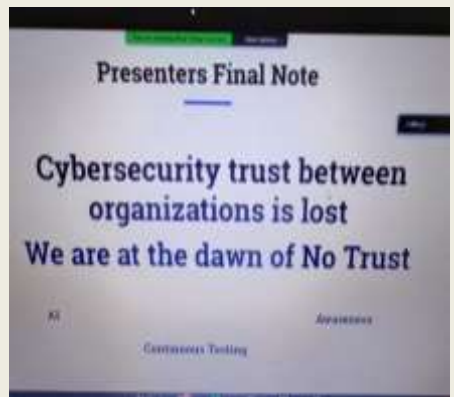 Presenters Final Note
Cybersecurity trust between
organizations is lost
We are at the dawn of No Trust
AI
Awareness
Continuous Testing